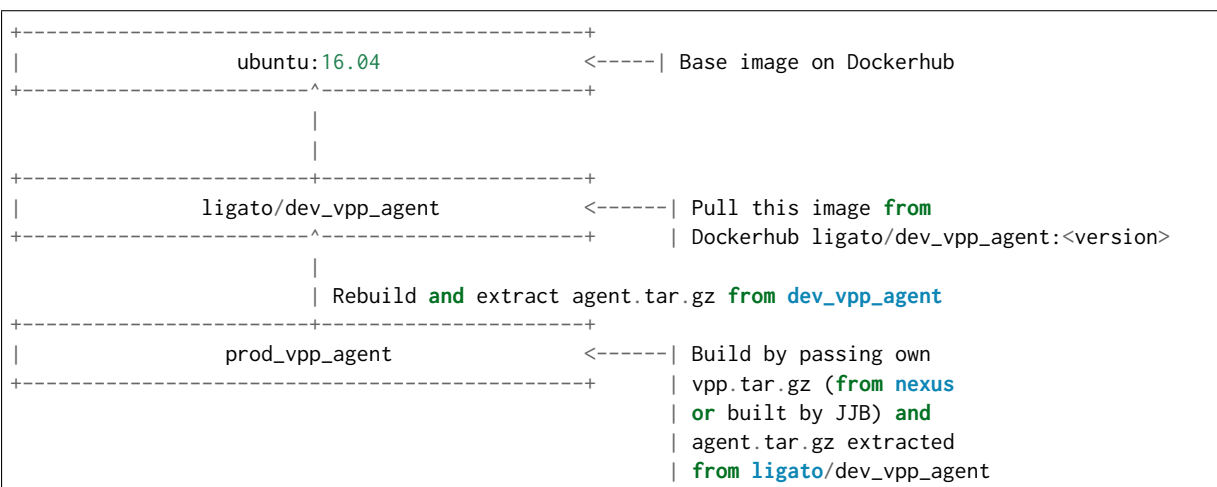 +-----------------------------------------------+
|                  ubuntu:16.04                 <-----| Base image on Dockerhub
+------------------------^----------------------+
                         |
                         |
+------------------------+----------------------+
|               ligato/dev_vpp_agent            <------| Pull this image from
+------------------------^----------------------+      | Dockerhub ligato/dev_vpp_agent:<version>
                         |
                         | Rebuild and extract agent.tar.gz from dev_vpp_agent
+------------------------+----------------------+
|                 prod_vpp_agent                <------| Build by passing own
+-----------------------------------------------+      | vpp.tar.gz (from nexus
                                                       | or built by JJB) and
                                                       | agent.tar.gz extracted
                                                       | from ligato/dev_vpp_agent